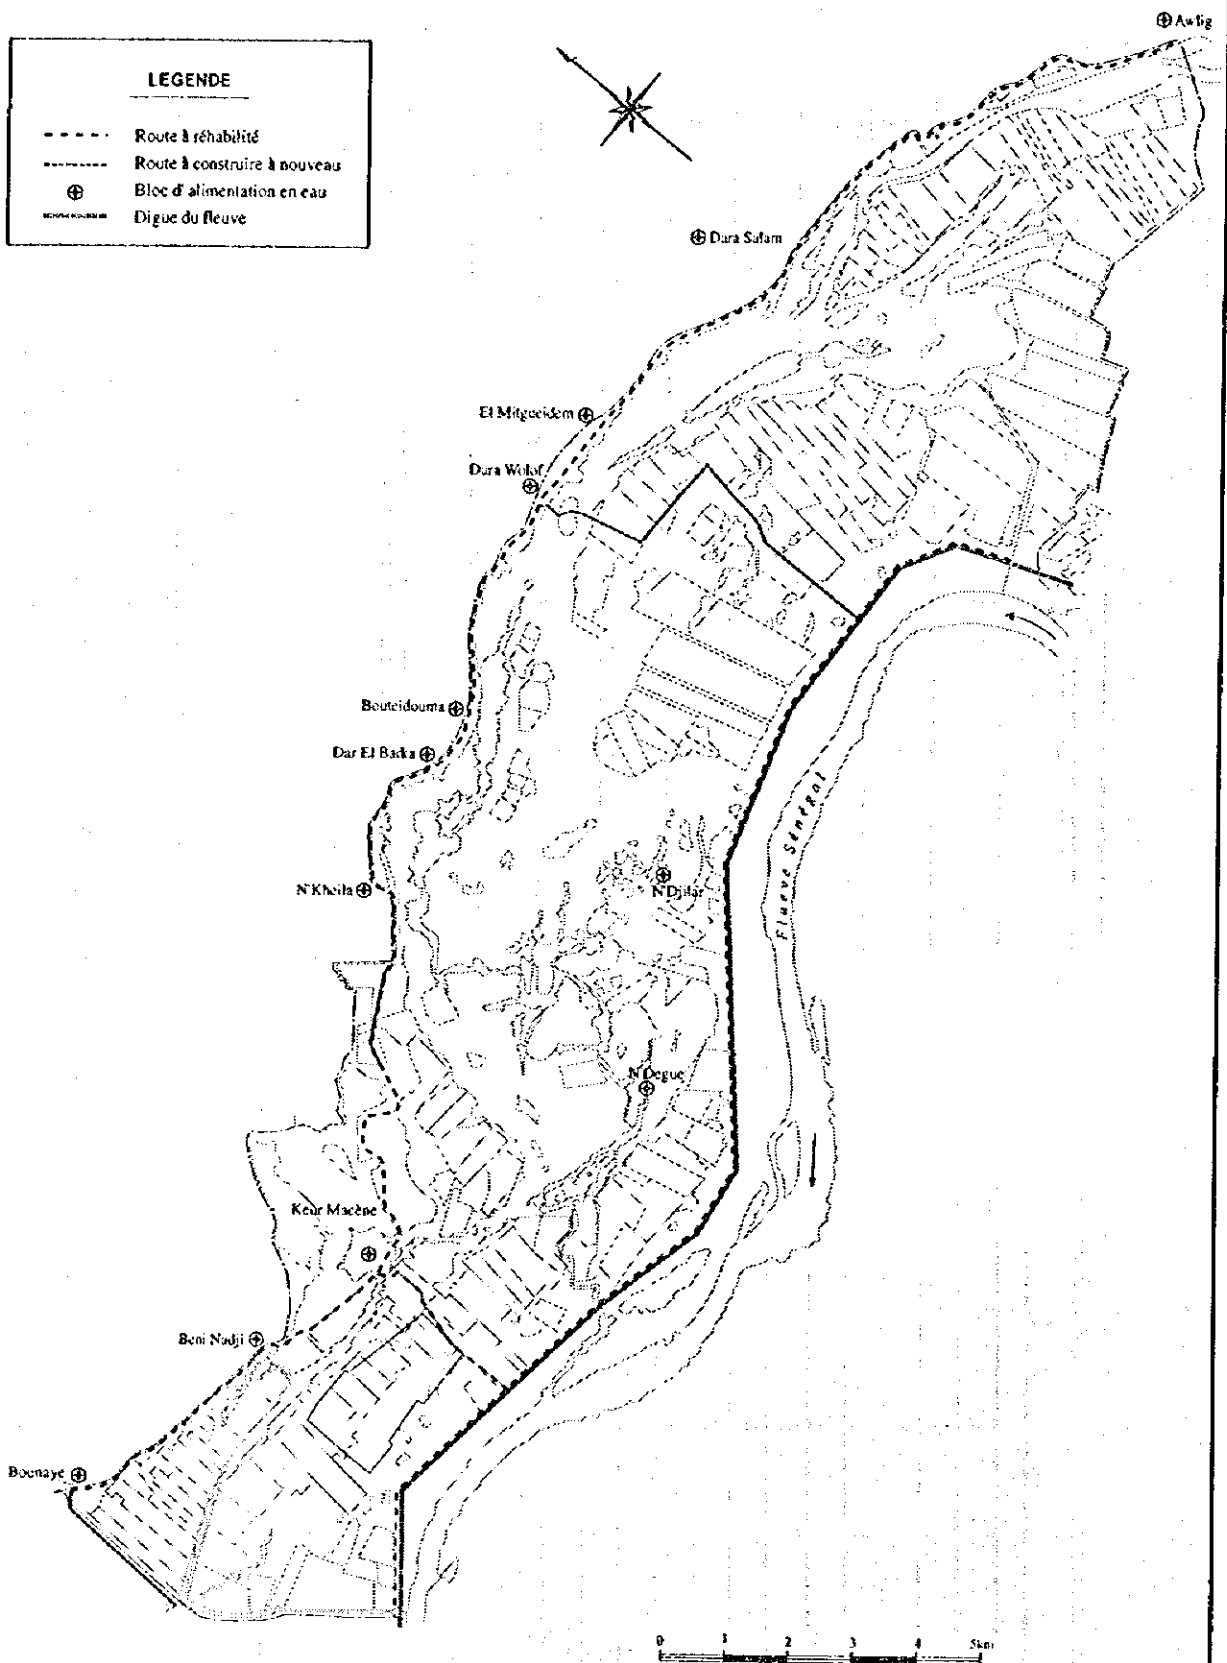 Awlig
LEGENDE
Route à réhabilité
Route à construire à nouveau
Bloc d'alimentation en eau
Digue du fleuve
Dara Salam
El Mitgueidem
Dara Wolof
Bouteidouma
Dar El Barka
Flueve Sénégal
N'Kheila
N'Djilar
N'Degue
Keur Macène
Beni Nadji
Bounaye
0 1 2 3 4 5km